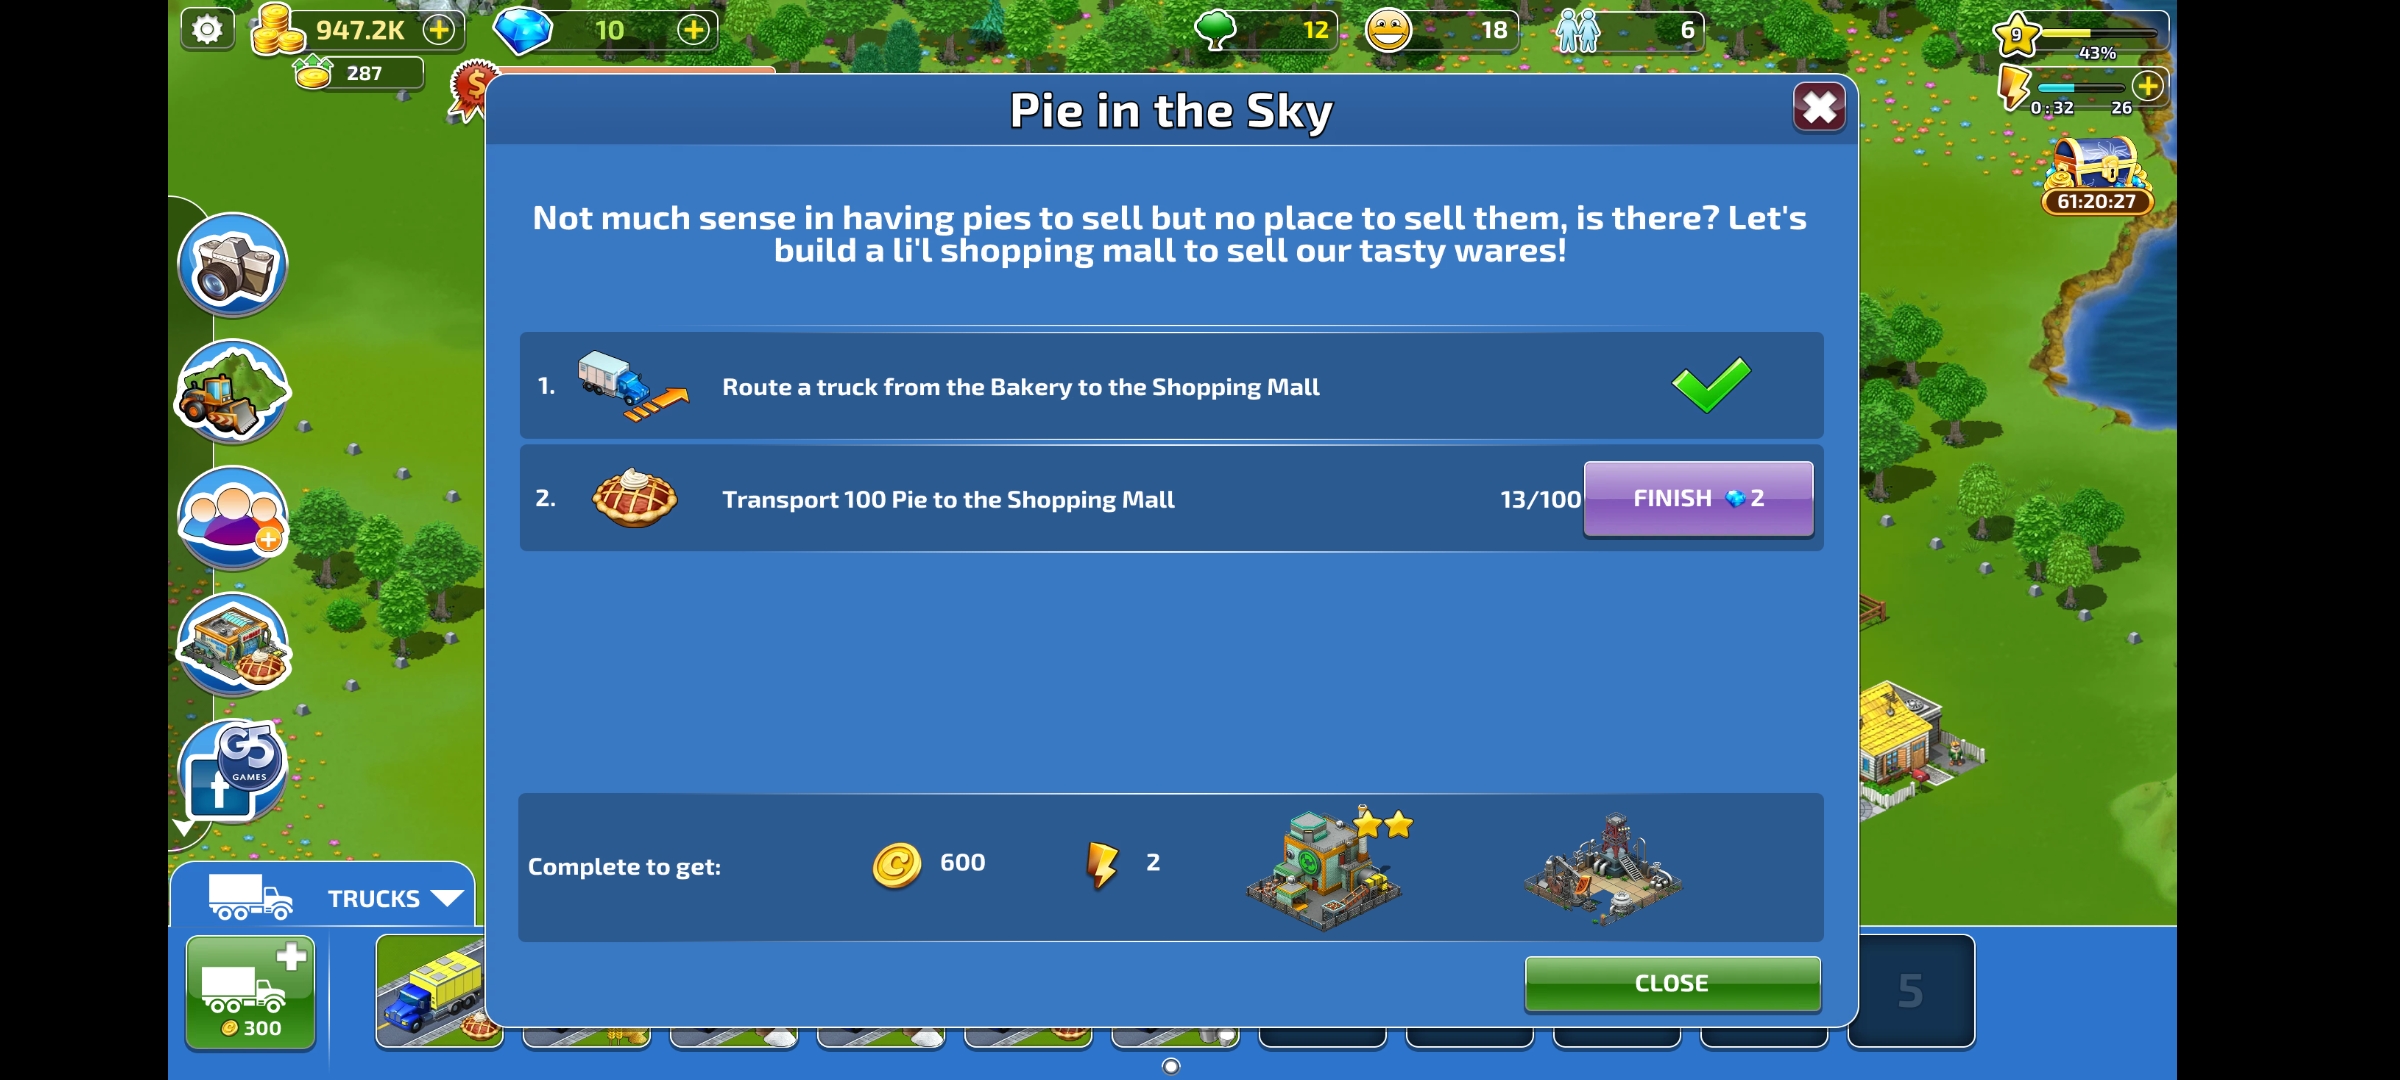 947.2K
10
12
18
6
9
43%
287
0:32 26
61:20:27
Pie in the Sky
Not much sense in having pies to sell but no place to sell them, is there? Let's
build a li'l shopping mall to sell our tasty wares!
1. Route a truck from the Bakery to the Shopping Mall
2. Transport 100 Pie to the Shopping Mall 13/100 FINISH 2
G5
GAMES
f
Complete to get: 600 2
TRUCKS
CLOSE
300
5